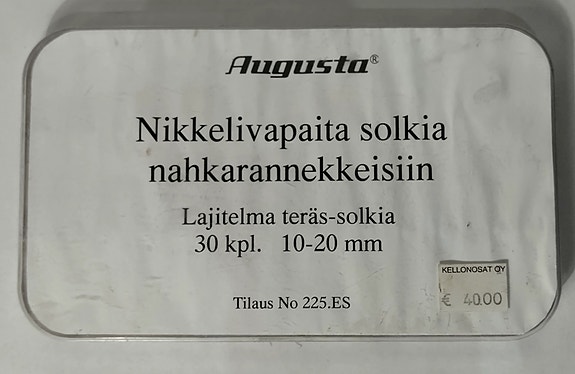 Augusta®
Nikkelivapaita solkia
nahkarannekkeisiin
Lajitelma teräs-solkia
30 kpl. 10-20 mm
KELLONOSAT OY
€ 40.00
Tilaus No 225.ES